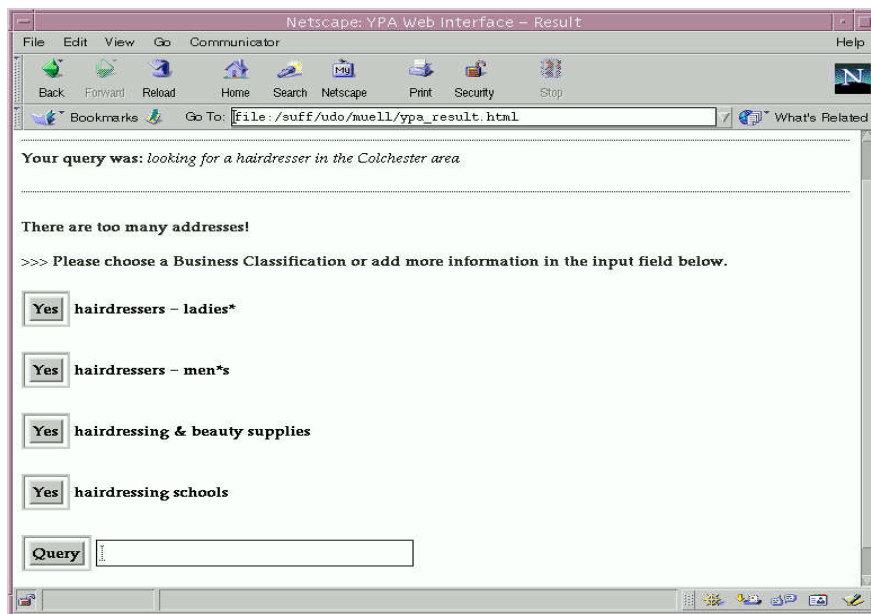 Netscape: YPA Web Interface – Result
File Edit View Go Communicator Help
Back Forward Reload Home Search Netscape Print Security Stop
My
N
Bookmarks Go To: file:/suff/udo/muell/ypa_result.html What's Related
Your query was: looking for a hairdresser in the Colchester area
There are too many addresses!
>>> Please choose a Business Classification or add more information in the input field below.
Yes hairdressers – ladies*
Yes hairdressers – men*s
Yes hairdressing & beauty supplies
Yes hairdressing schools
Query